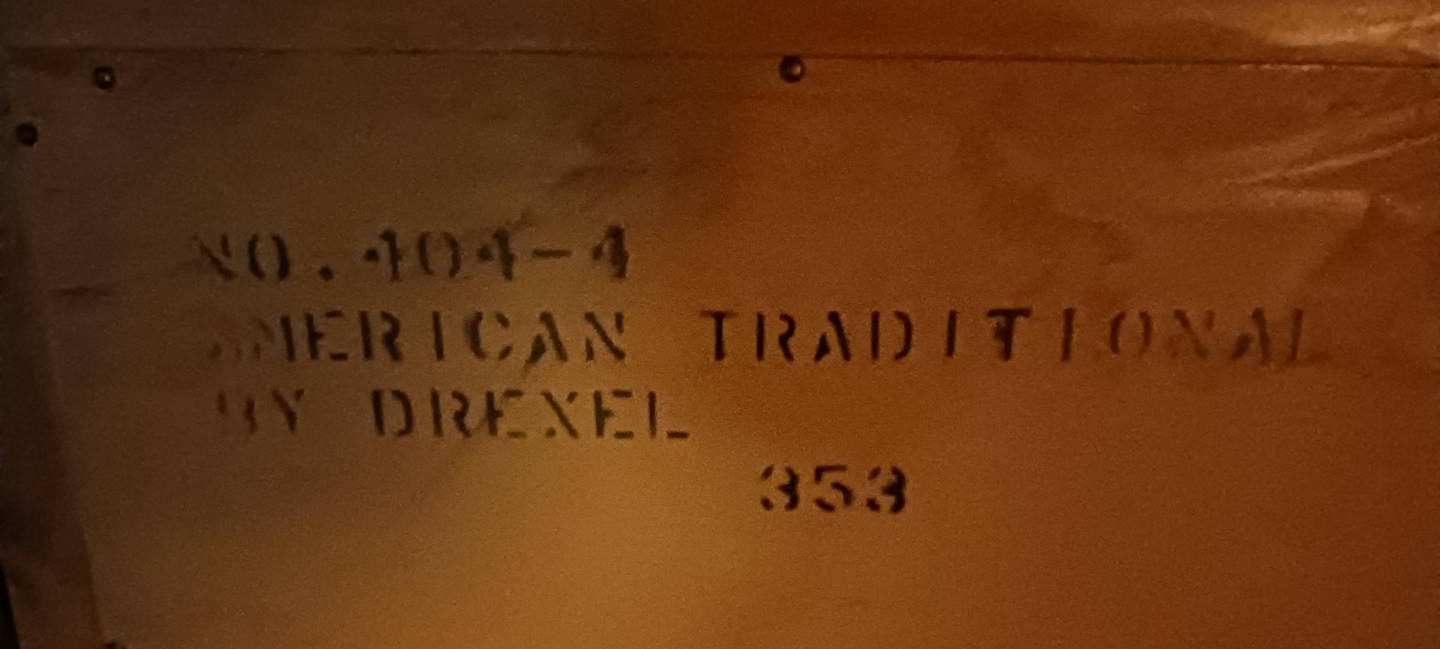 NO.404-4
AMERICAN TRADITIONAL
BY DREXEL
353